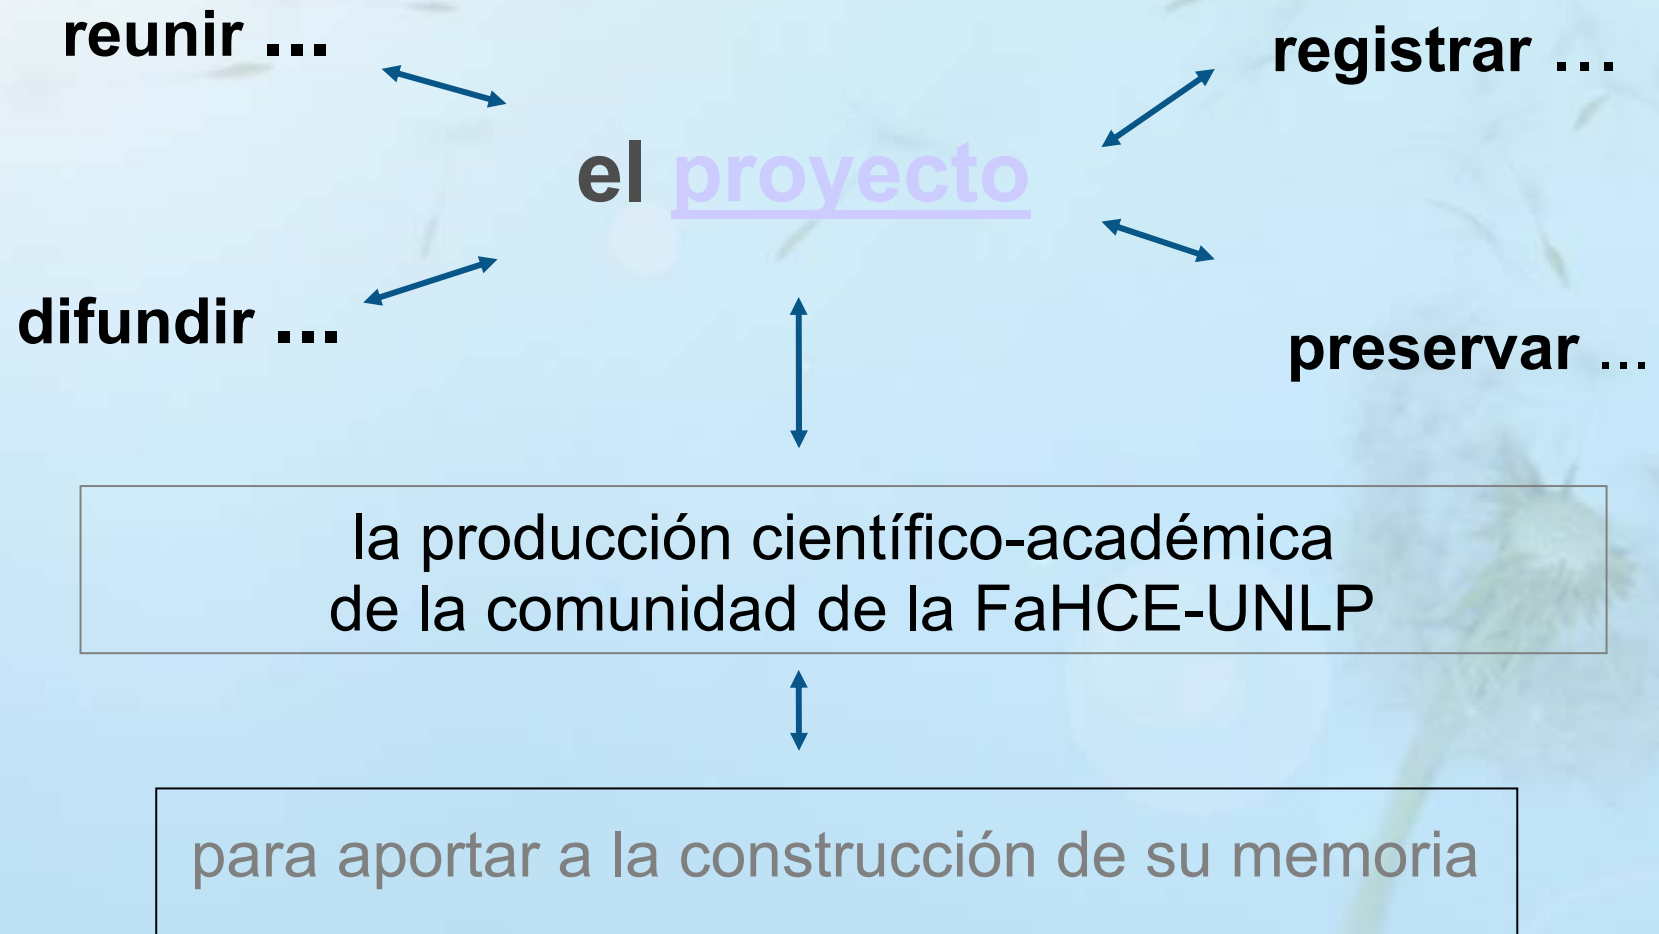 reunir ...
registrar ...
el proyecto
difundir ...
preservar ...
la producción científico-académica
de la comunidad de la FaHCE-UNLP
para aportar a la construcción de su memoria